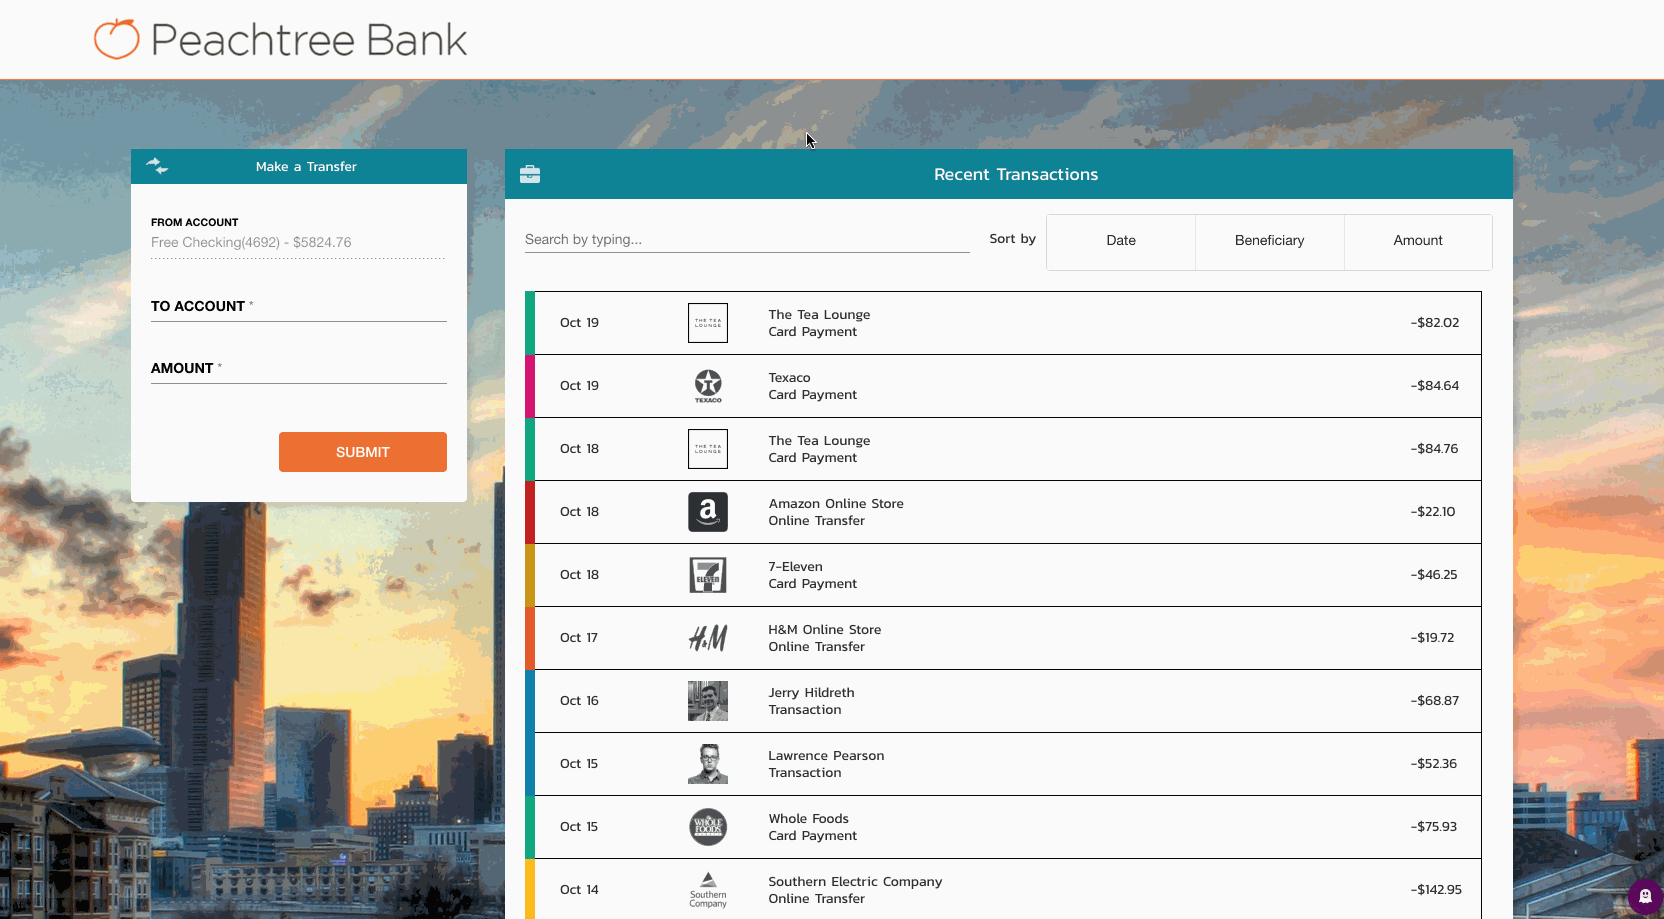 Peachtree Bank
Make a Transfer
FROM ACCOUNT
Free Checking(4692) - $5824.76
TO ACCOUNT *
AMOUNT *
SUBMIT
Recent Transactions
Search by typing...
Sort by
Date
Beneficiary
Amount
Oct 19
THE TEA
LOUNGE
The Tea Lounge
Card Payment
-$82.02
Oct 19
TEXACO
Texaco
Card Payment
-$84.64
Oct 18
THE TEA
LOUNGE
The Tea Lounge
Card Payment
-$84.76
Oct 18
a
Amazon Online Store
Online Transfer
-$22.10
Oct 18
7
ELEVEN
7-Eleven
Card Payment
-$46.25
Oct 17
H&M
H&M Online Store
Online Transfer
-$19.72
Oct 16
Jerry Hildreth
Transaction
-$68.87
Oct 15
Lawrence Pearson
Transaction
-$52.36
Oct 15
WHOLE
FOODS
Whole Foods
Card Payment
-$75.93
Oct 14
Southern
Company
Southern Electric Company
Online Transfer
-$142.95